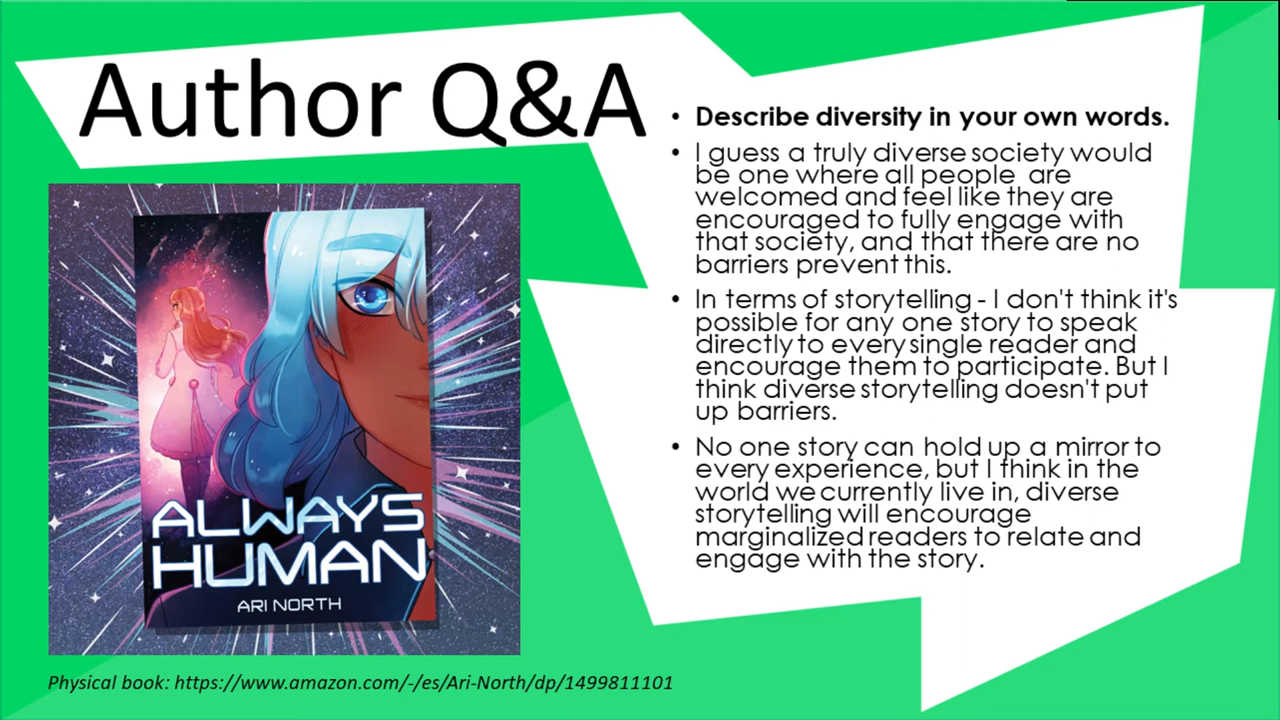 Author Q&A
• Describe diversity in your own words.
• I guess a truly diverse society would
be one where all people are
welcomed and feel like they are
encouraged to fully engage with
that society, and that there are no
barriers prevent this.
• In terms of storytelling - I don't think it's
possible for any one story to speak
directly to every single reader and
encourage them to participate. But I
think diverse storytelling doesn't put
up barriers.
• No one story can hold up a mirror to
every experience, but I think in the
world we currently live in, diverse
storytelling will encourage
marginalized readers to relate and
engage with the story.
ALWAYS
HUMAN
ARI NORTH
Physical book: https://www.amazon.com/-/es/Ari-North/dp/1499811101